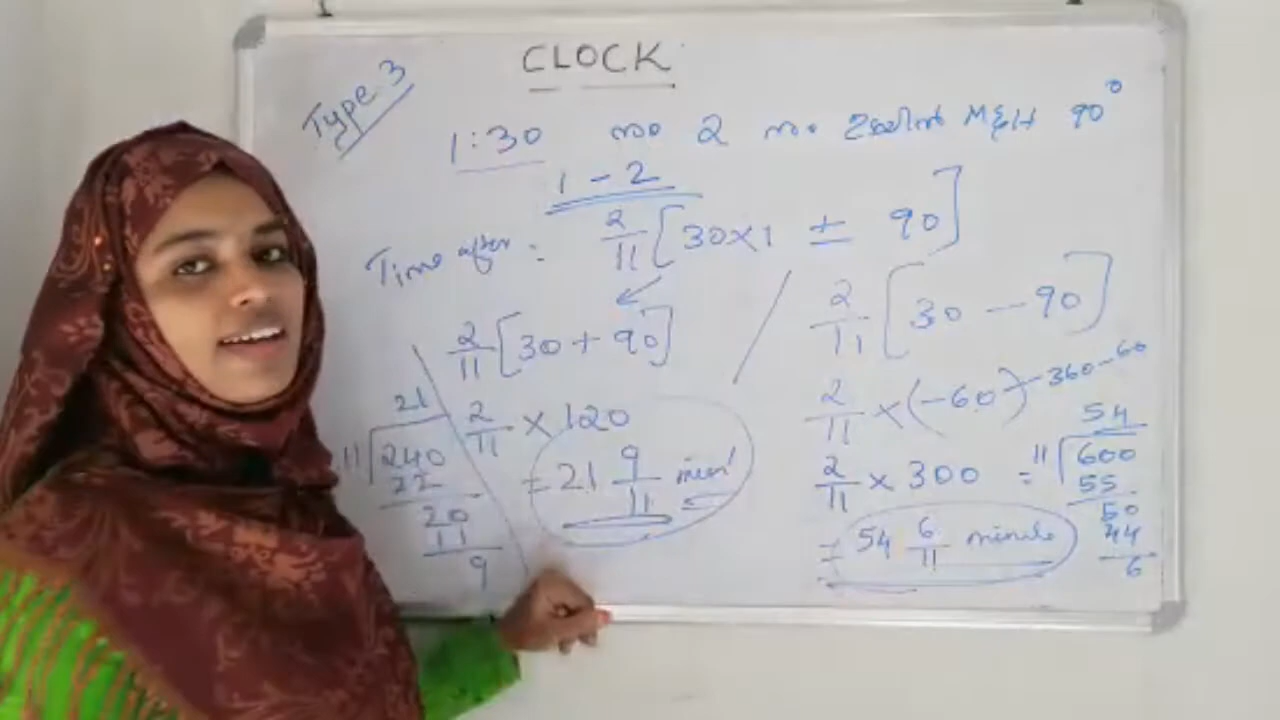 CLOCK
Type 3
1:30 നും 2 നും ഇടയിൽ M & H 90°
1 - 2
Time after : 2/11 [30×1 ± 90]
2/11 [30 + 90]
2/11 × 120
= 21 9/11 min
21
11 240
22
20
11
9
2/11 [30 - 90]
2/11 × (-60) 360-60
2/11 × 300 =
54
11 600
55
50
44
6
= 54 6/11 minute